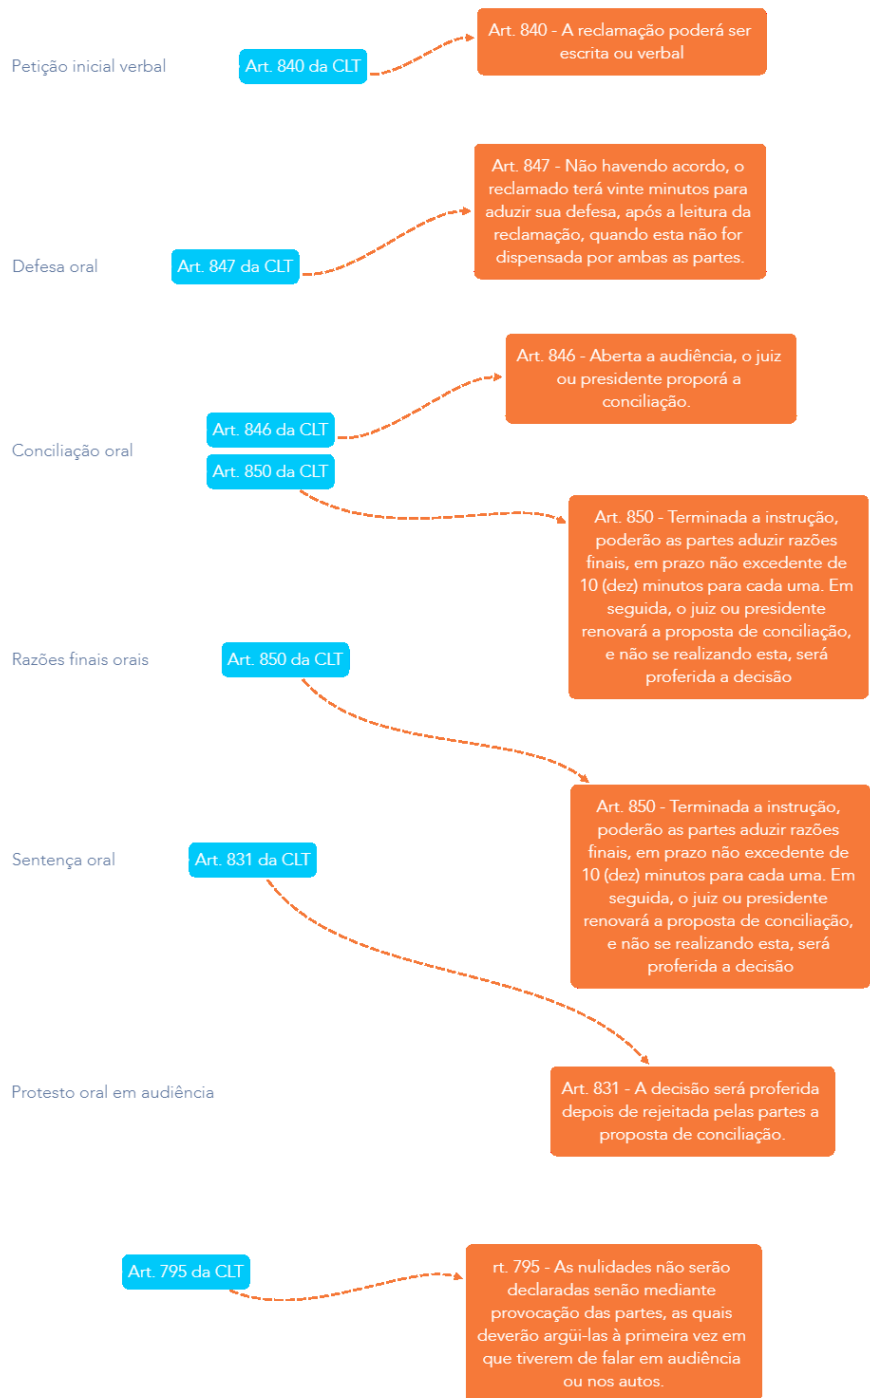 Petição inicial verbal
Art. 840 da CLT
Art. 840 - A reclamação poderá ser
escrita ou verbal
Defesa oral
Art. 847 da CLT
Art. 847 - Não havendo acordo, o
reclamado terá vinte minutos para
aduzir sua defesa, após a leitura da
reclamação, quando esta não for
dispensada por ambas as partes.
Conciliação oral
Art. 846 da CLT
Art. 850 da CLT
Art. 846 - Aberta a audiência, o juiz
ou presidente proporá a
conciliação.
Art. 850 - Terminada a instrução,
poderão as partes aduzir razões
finais, em prazo não excedente de
10 (dez) minutos para cada uma. Em
seguida, o juiz ou presidente
renovará a proposta de conciliação,
e não se realizando esta, será
proferida a decisão
Razões finais orais
Art. 850 da CLT
Art. 850 - Terminada a instrução,
poderão as partes aduzir razões
finais, em prazo não excedente de
10 (dez) minutos para cada uma. Em
seguida, o juiz ou presidente
renovará a proposta de conciliação,
e não se realizando esta, será
proferida a decisão
Sentença oral
Art. 831 da CLT
Art. 831 - A decisão será proferida
depois de rejeitada pelas partes a
proposta de conciliação.
Protesto oral em audiência
Art. 795 da CLT
rt. 795 - As nulidades não serão
declaradas senão mediante
provocação das partes, as quais
deverão argüi-las à primeira vez em
que tiverem de falar em audiência
ou nos autos.